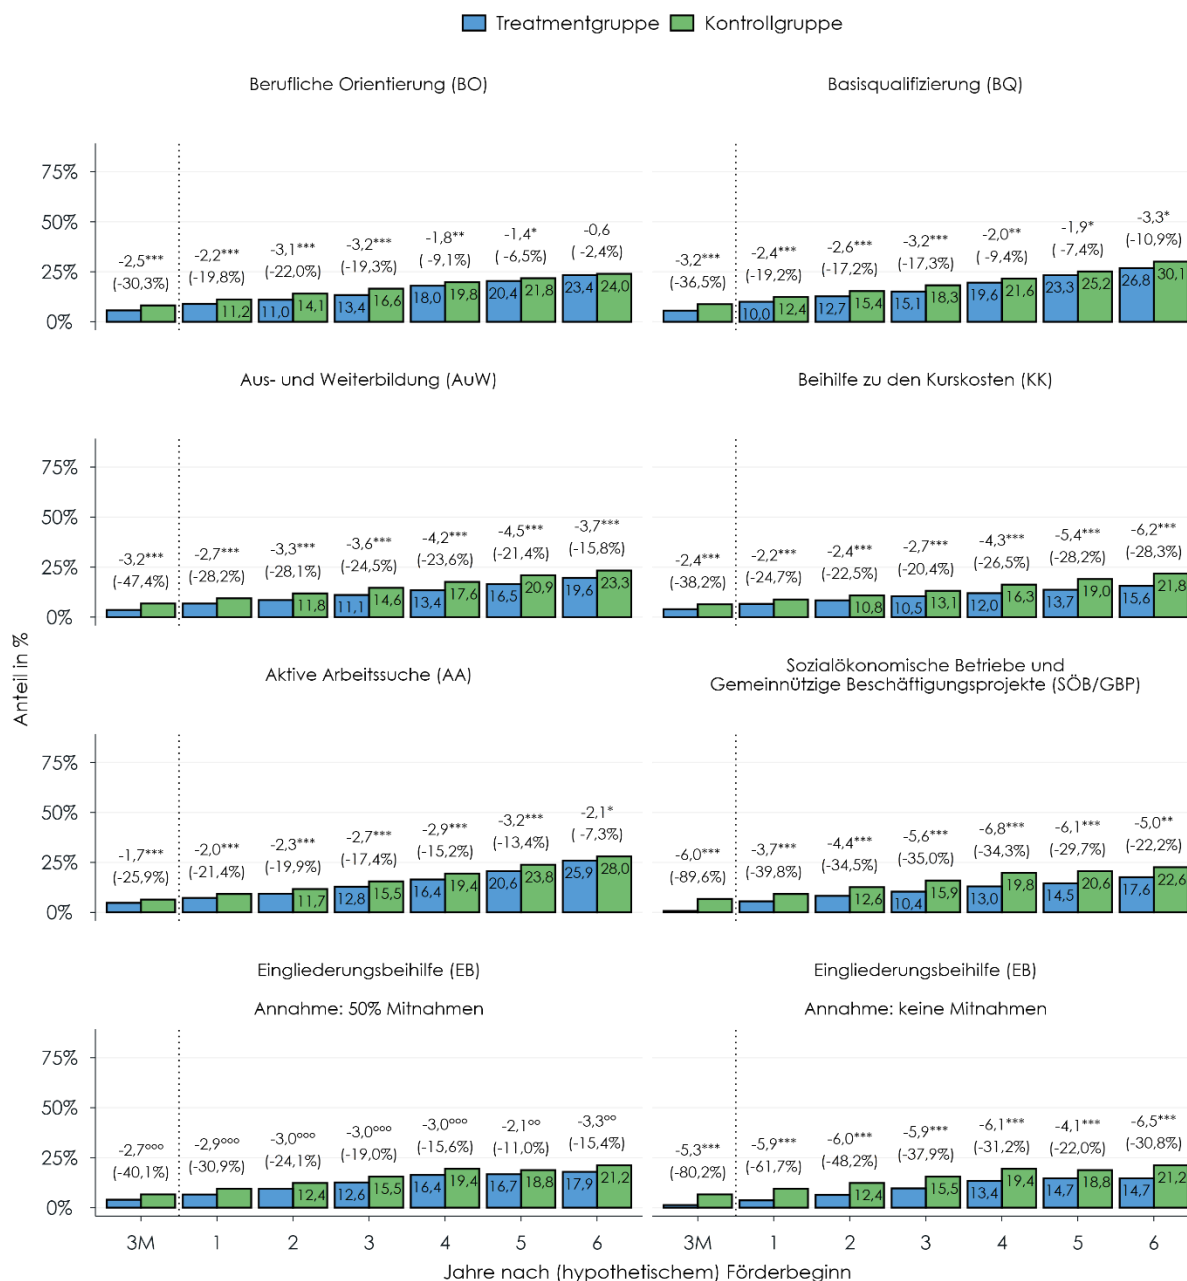 Treatmentgruppe Kontrollgruppe
Berufliche Orientierung (BO)
75%
50%
25%
0%
-2,5*** -2,2*** -3,1*** -3,2*** -1,8** -1,4* -0,6
(-30,3%) (-19,8%) (-22,0%) (-19,3%) ( -9,1%) ( -6,5%) ( -2,4%)
11,2 11,0 14,1 13,4 16,6 18,0 19,8 20,4 21,8 23,4 24,0
Basisqualifizierung (BQ)
-3,2*** -2,4*** -2,6*** -3,2*** -2,0** -1,9* -3,3*
(-36,5%) (-19,2%) (-17,2%) (-17,3%) ( -9,4%) ( -7,4%) (-10,9%)
10,0 12,4 12,7 15,4 15,1 18,3 19,6 21,6 23,3 25,2 26,8 30,1
Aus- und Weiterbildung (AuW)
75%
50%
25%
0%
-3,2*** -2,7*** -3,3*** -3,6*** -4,2*** -4,5*** -3,7***
(-47,4%) (-28,2%) (-28,1%) (-24,5%) (-23,6%) (-21,4%) (-15,8%)
11,8 11,1 14,6 13,4 17,6 16,5 20,9 19,6 23,3
Beihilfe zu den Kurskosten (KK)
-2,4*** -2,2*** -2,4*** -2,7*** -4,3*** -5,4*** -6,2***
(-38,2%) (-24,7%) (-22,5%) (-20,4%) (-26,5%) (-28,2%) (-28,3%)
10,8 10,5 13,1 12,0 16,3 13,7 19,0 15,6 21,8
Anteil in %
Aktive Arbeitssuche (AA)
75%
50%
25%
0%
-1,7*** -2,0*** -2,3*** -2,7*** -2,9*** -3,2*** -2,1*
(-25,9%) (-21,4%) (-19,9%) (-17,4%) (-15,2%) (-13,4%) ( -7,3%)
11,7 12,8 15,5 16,4 19,4 20,6 23,8 25,9 28,0
Sozialökonomische Betriebe und
Gemeinnützige Beschäftigungsprojekte (SÖB/GBP)
-6,0*** -3,7*** -4,4*** -5,6*** -6,8*** -6,1*** -5,0**
(-89,6%) (-39,8%) (-34,5%) (-35,0%) (-34,3%) (-29,7%) (-22,2%)
12,6 10,4 15,9 13,0 19,8 14,5 20,6 17,6 22,6
Eingliederungsbeihilfe (EB)
Annahme: 50% Mitnahmen
75%
50%
25%
0%
-2,7°°° -2,9°°° -3,0°°° -3,0°°° -3,0°°° -2,1°° -3,3°°
(-40,1%) (-30,9%) (-24,1%) (-19,0%) (-15,6%) (-11,0%) (-15,4%)
12,4 12,6 15,5 16,4 19,4 16,7 18,8 17,9 21,2
3M 1 2 3 4 5 6
Eingliederungsbeihilfe (EB)
Annahme: keine Mitnahmen
-5,3*** -5,9*** -6,0*** -5,9*** -6,1*** -4,1*** -6,5***
(-80,2%) (-61,7%) (-48,2%) (-37,9%) (-31,2%) (-22,0%) (-30,8%)
12,4 15,5 13,4 19,4 14,7 18,8 14,7 21,2
3M 1 2 3 4 5 6
Jahre nach (hypothetischem) Förderbeginn